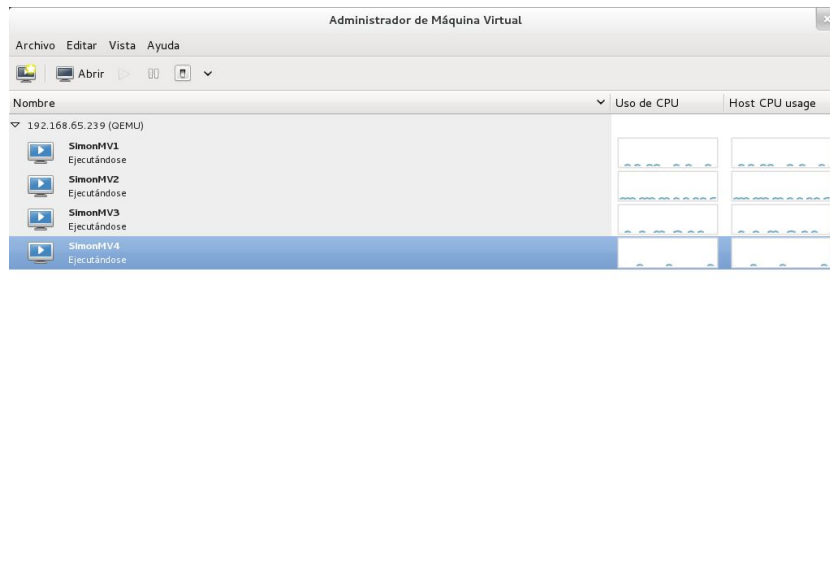 Administrador de Máquina Virtual
Archivo Editar Vista Ayuda
Abrir
Nombre Uso de CPU Host CPU usage
192.168.65.239 (QEMU)
SimonMV1
Ejecutándose
SimonMV2
Ejecutándose
SimonMV3
Ejecutándose
SimonMV4
Ejecutándose